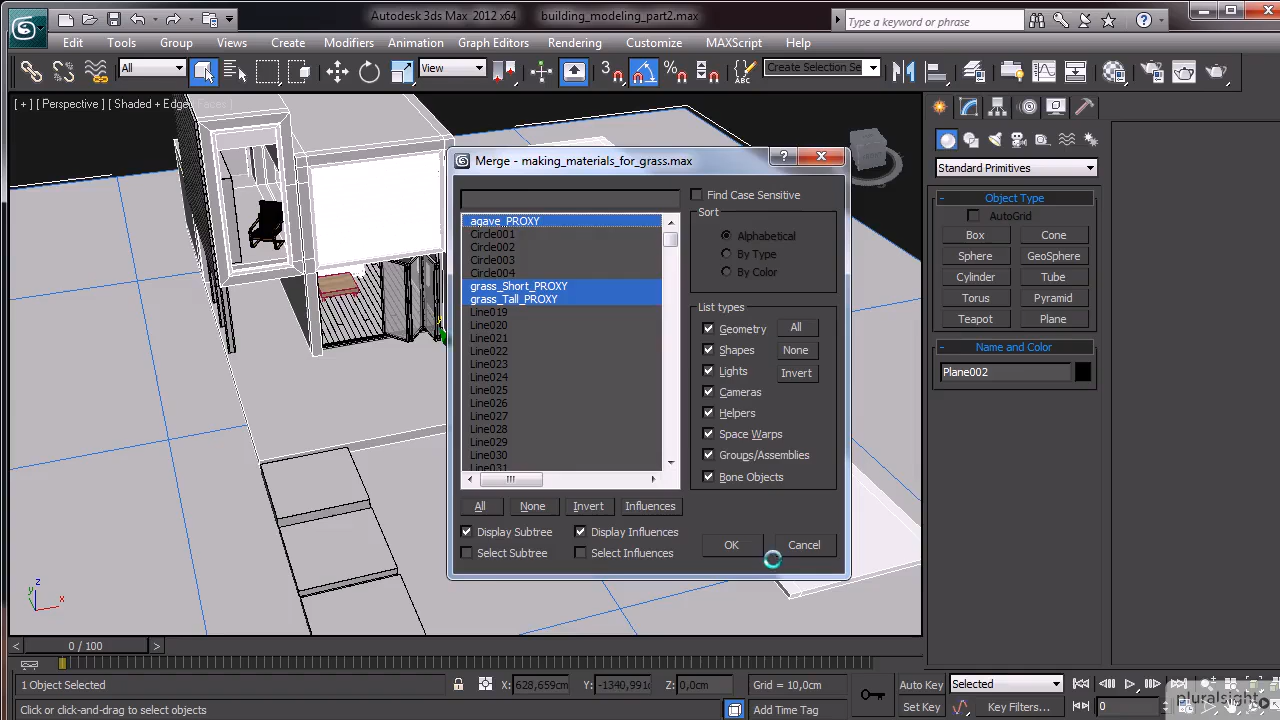 Autodesk 3ds Max 2012 x64 building_modeling_part2.max
Type a keyword or phrase
Edit Tools Group Views Create Modifiers Animation Graph Editors Rendering Customize MAXScript Help
All View 3 Create Selection Se
[ + ] [ Perspective ] [ Shaded + Edged Faces ]
Merge - making_materials_for_grass.max
Find Case Sensitive
Sort
Alphabetical
By Type
By Color
agave_PROXY
Circle001
Circle002
Circle003
Circle004
grass_Short_PROXY
grass_Tall_PROXY
Line019
Line020
Line021
Line022
Line023
Line024
Line025
Line026
Line027
Line028
Line029
Line030
Line031
List types
Geometry All
Shapes None
Lights Invert
Cameras
Helpers
Space Warps
Groups/Assemblies
Bone Objects
All None Invert Influences
Display Subtree Display Influences
Select Subtree Select Influences
OK Cancel
Standard Primitives
Object Type
AutoGrid
Box Cone
Sphere GeoSphere
Cylinder Tube
Torus Pyramid
Teapot Plane
Name and Color
Plane002
z
y
x
0 / 100
1 Object Selected X: 628,659cm Y: -1340,991c Z: 0,0cm Grid = 10,0cm Auto Key Selected
Click or click-and-drag to select objects Add Time Tag Set Key Key Filters... 0
pluralsight